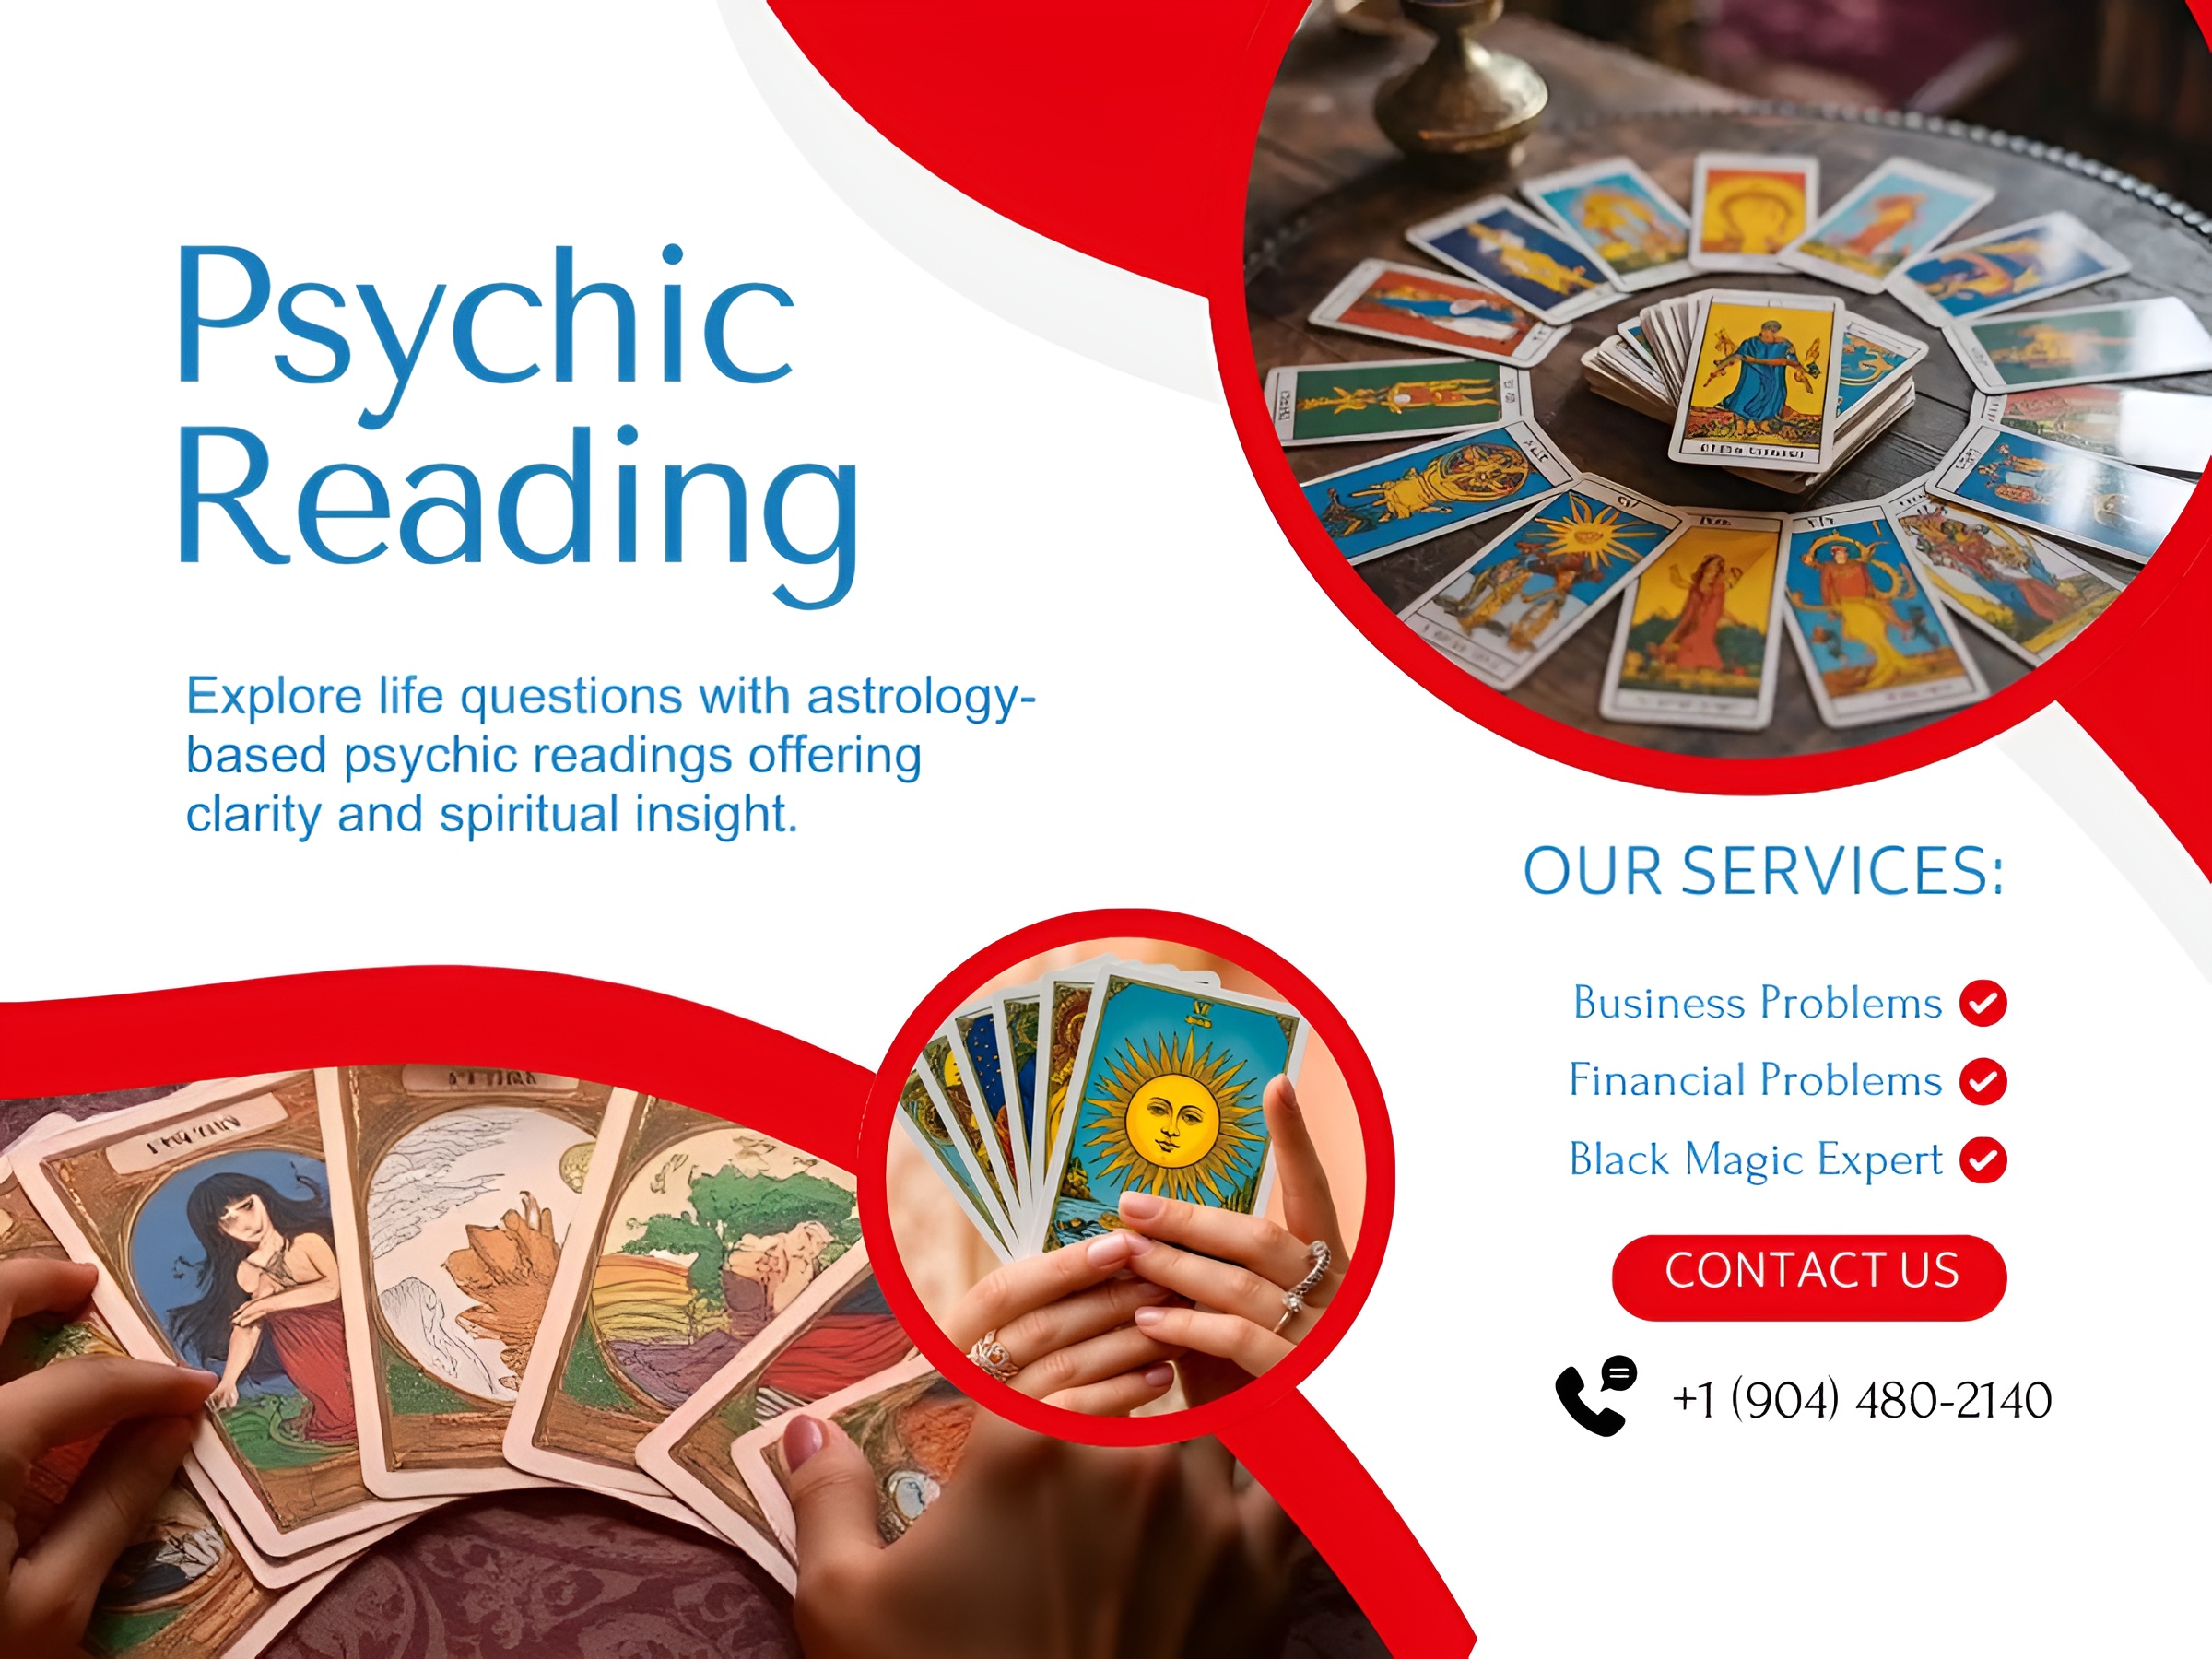 Psychic
Reading
Explore life questions with astrology-
based psychic readings offering
clarity and spiritual insight.
OUR SERVICES:
Business Problems
Financial Problems
Black Magic Expert
CONTACT US
+1 (904) 480-2140